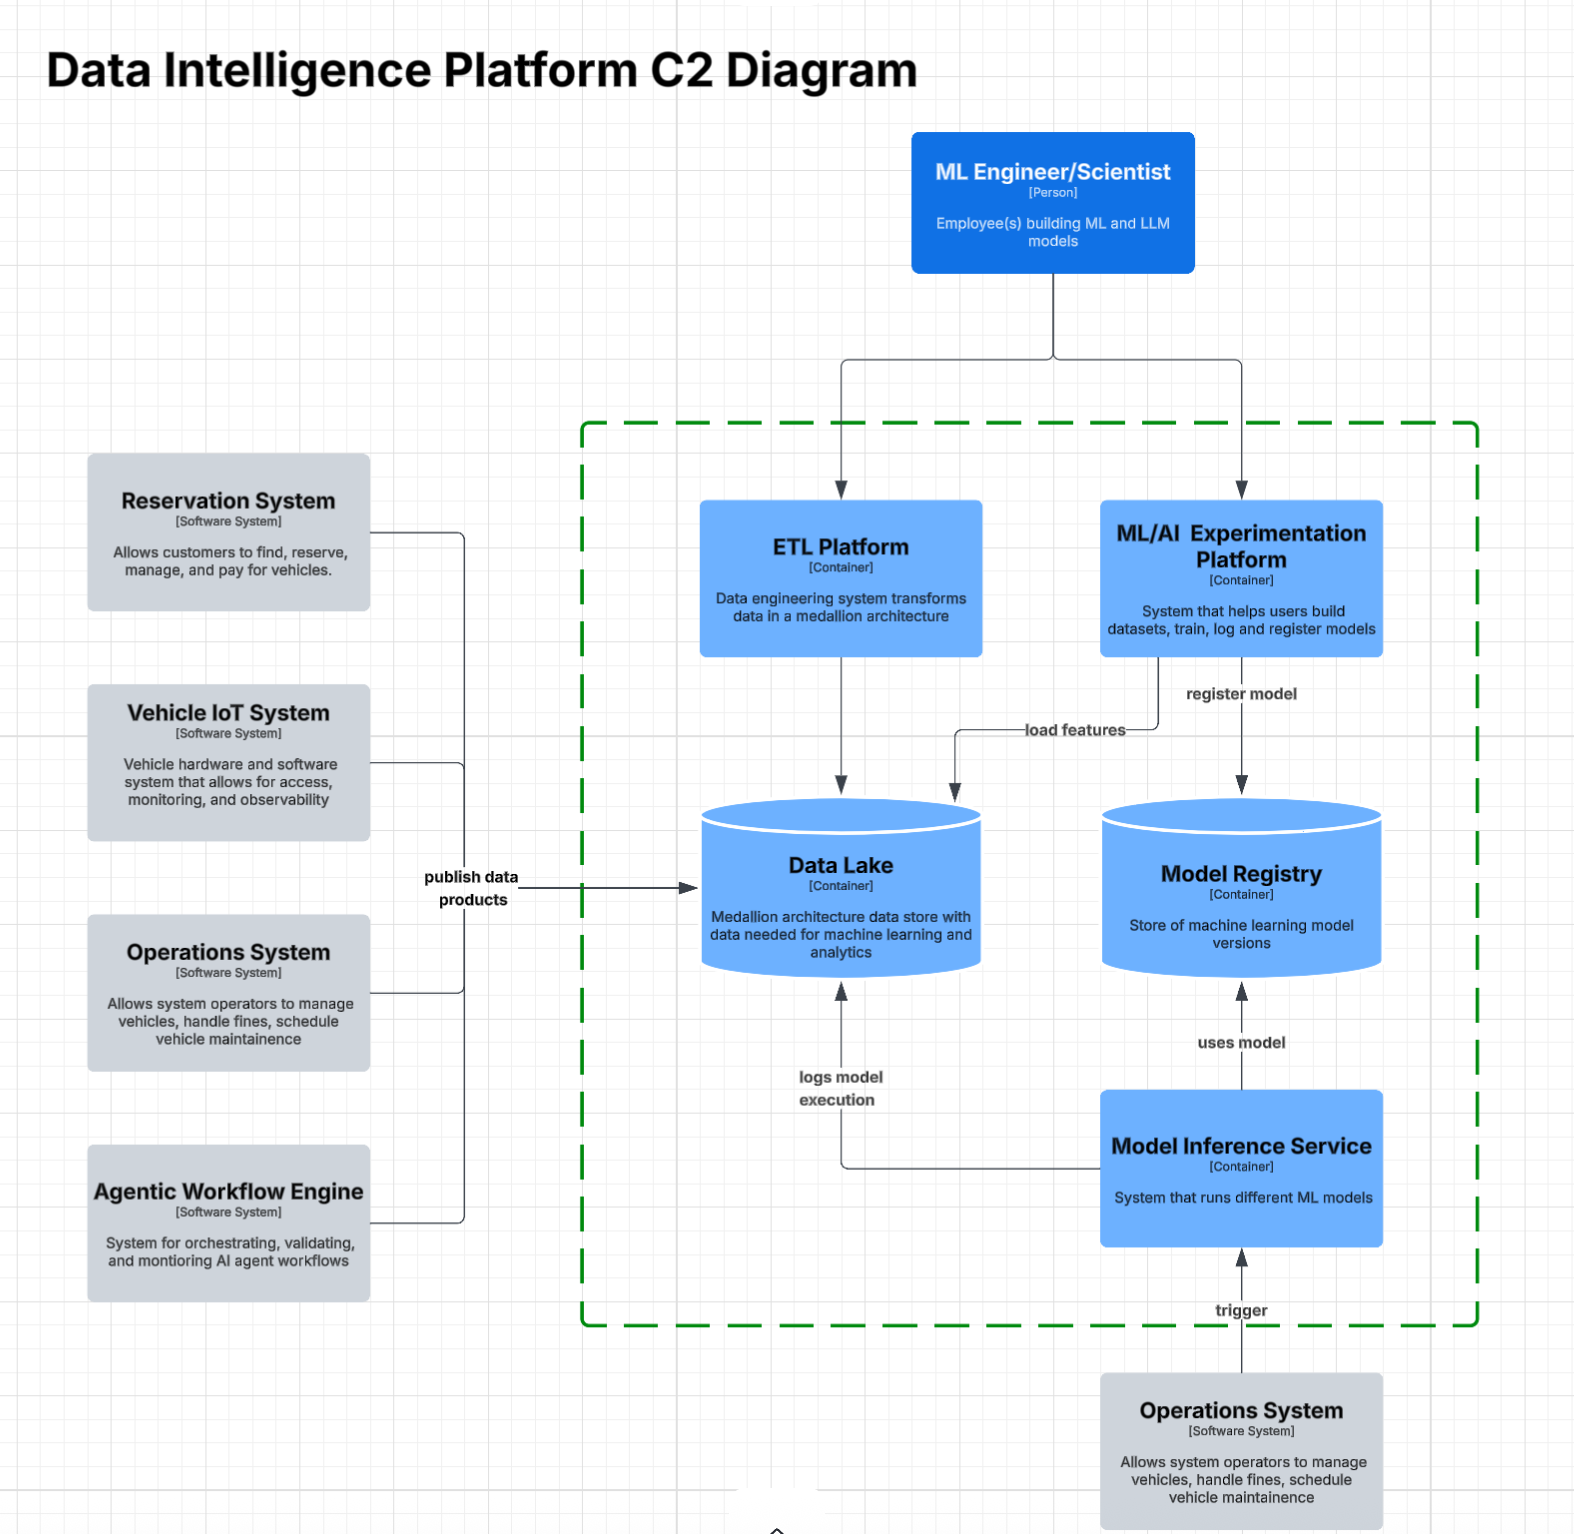 Data Intelligence Platform C2 Diagram
ML Engineer/Scientist
[Person]
Employee(s) building ML and LLM
models
Reservation System
[Software System]
Allows customers to find, reserve,
manage, and pay for vehicles.
Vehicle IoT System
[Software System]
Vehicle hardware and software
system that allows for access,
monitoring, and observability
Operations System
[Software System]
Allows system operators to manage
vehicles, handle fines, schedule
vehicle maintainence
Agentic Workflow Engine
[Software System]
System for orchestrating, validating,
and montioring AI agent workflows
publish data
products
ETL Platform
[Container]
Data engineering system transforms
data in a medallion architecture
ML/AI  Experimentation
Platform
[Container]
System that helps users build
datasets, train, log and register models
register model
load features
Data Lake
[Container]
Medallion architecture data store with
data needed for machine learning and
analytics
Model Registry
[Container]
Store of machine learning model
versions
uses model
logs model
execution
Model Inference Service
[Container]
System that runs different ML models
trigger
Operations System
[Software System]
Allows system operators to manage
vehicles, handle fines, schedule
vehicle maintainence